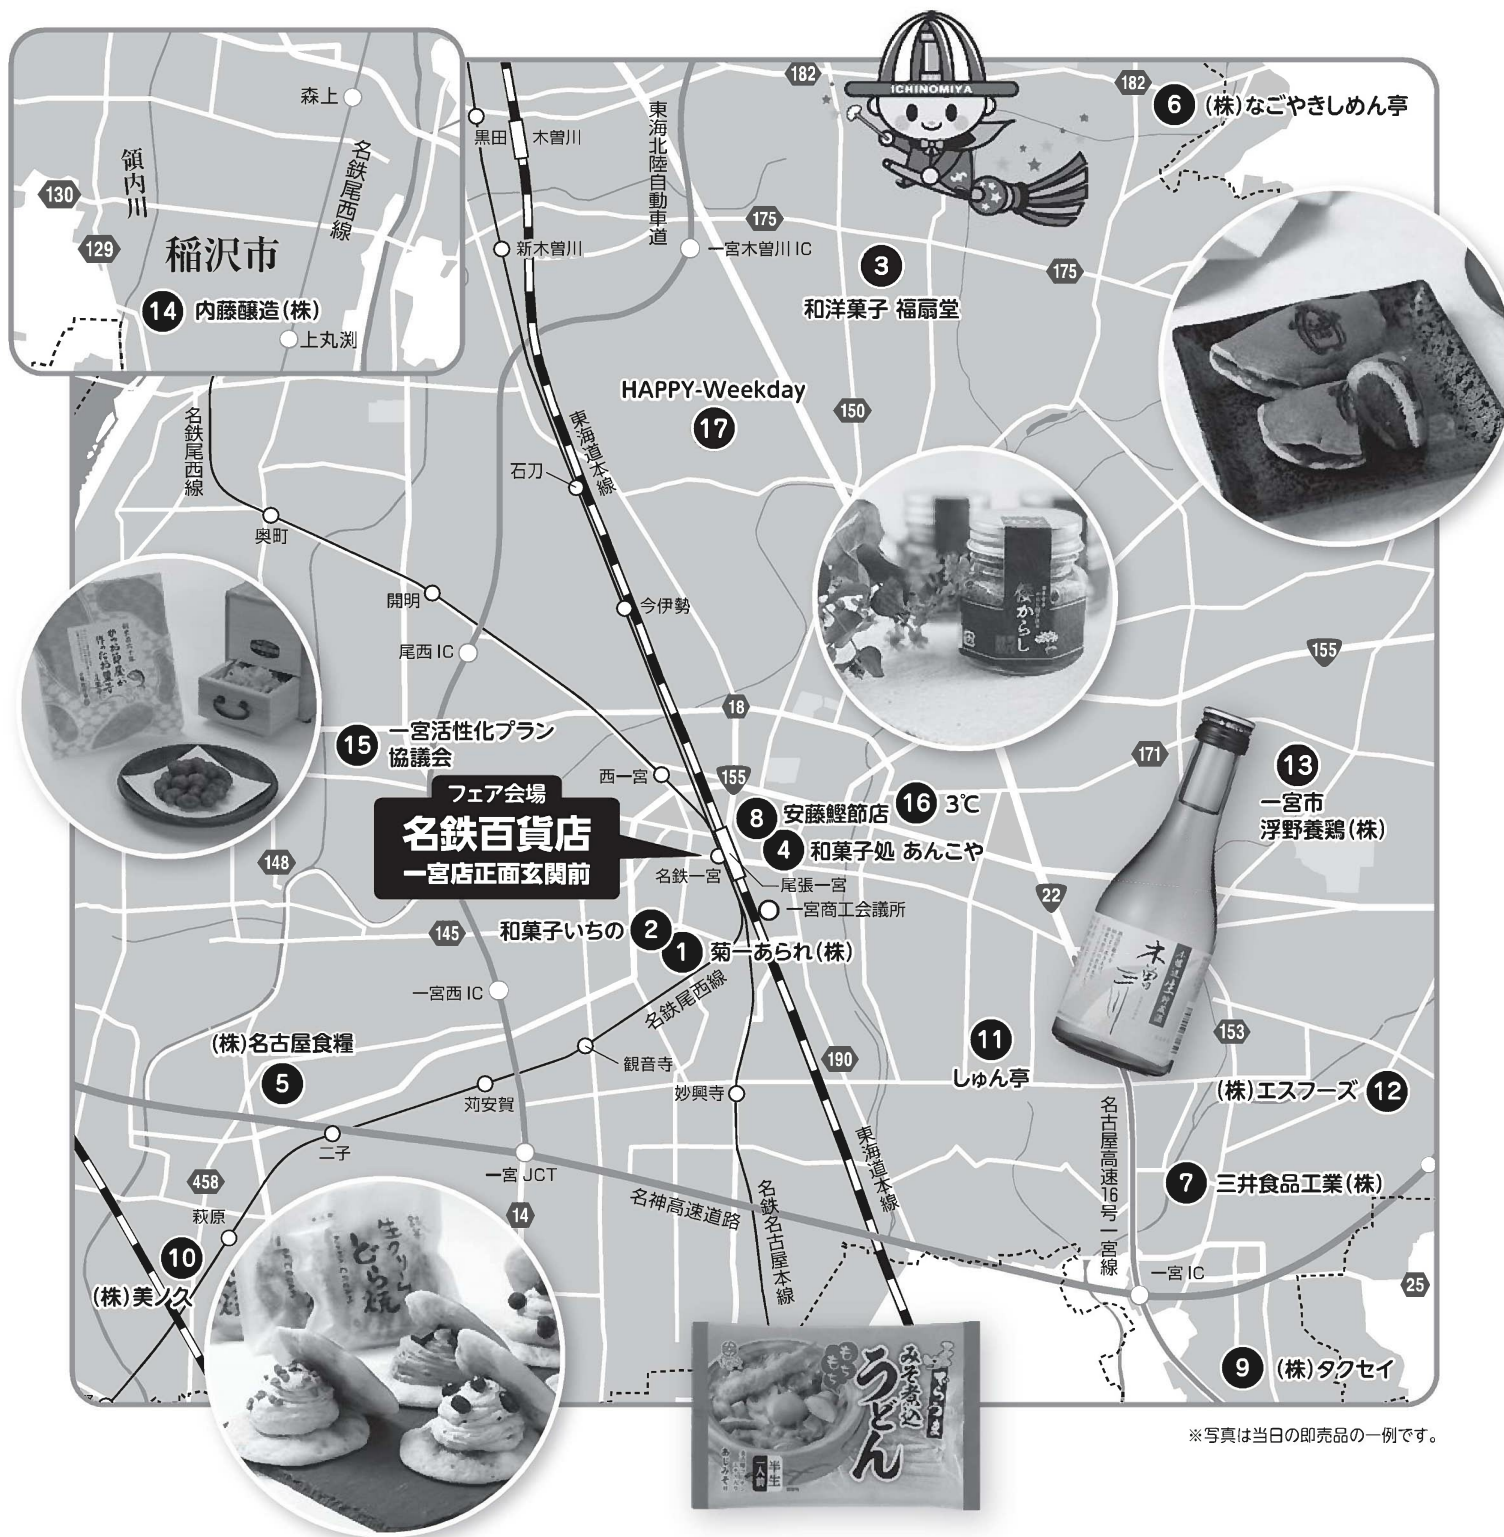 森上
名鉄尾西線
領内川
130
129
稲沢市
14 内藤醸造(株)
上丸渕
黒田
木曽川
東海北陸自動車道
182
ICHINOMIYA
182
6 (株)なごやきしめん亭
新木曽川
175
一宮木曽川IC
3
和洋菓子 福扇堂
175
HAPPY-Weekday
17
150
名鉄尾西線
東海道本線
石刀
奥町
開明
今伊勢
尾西IC
桜からし
155
18
15 一宮活性化プラン
協議会
西一宮
155
171
13
一宮市
浮野養鶏(株)
フェア会場
名鉄百貨店
一宮店正面玄関前
8 安藤鰹節店
16 3℃
4 和菓子処 あんこや
148
名鉄一宮
尾張一宮
22
一宮商工会議所
145
和菓子いちの 2
1 菊一あられ(株)
名鉄尾西線
一宮西IC
木曽三川
153
(株)名古屋食糧
5
観音寺
190
11
しゅん亭
苅安賀
妙興寺
(株)エスフーズ 12
二子
一宮JCT
東海道本線
名古屋高速16号一宮線
458
萩原
14
名神高速道路
名鉄名古屋本線
7 三井食品工業(株)
10
(株)美ノ久
生クリーム
どら焼
一宮IC
25
みそ煮込
うどん
もちもち
半生
一人前
9 (株)タクセイ
※写真は当日の即売品の一例です。